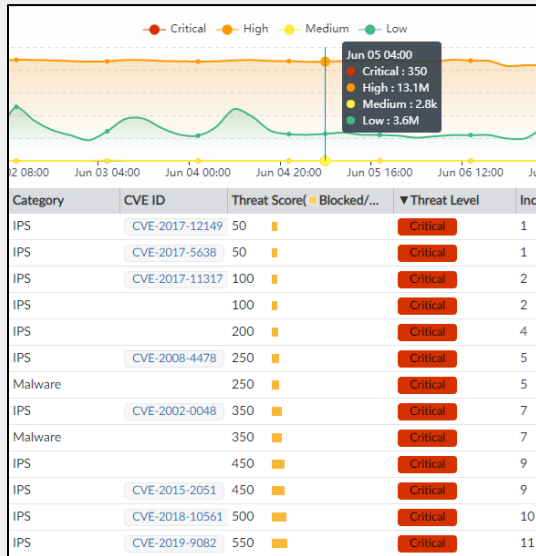 Critical High Medium Low
Jun 05 04:00
Critical : 350
High : 13.1M
Medium : 2.8k
Low : 3.6M
02 08:00 Jun 03 04:00 Jun 04 00:00 Jun 04 20:00 Jun 05 16:00 Jun 06 12:00 Ju
Category CVE ID Threat Score( Blocked/... ▼Threat Level Inc
IPS CVE-2017-12149 50 Critical 1
IPS CVE-2017-5638 50 Critical 1
IPS CVE-2017-11317 100 Critical 2
IPS 100 Critical 2
IPS 200 Critical 4
IPS CVE-2008-4478 250 Critical 5
Malware 250 Critical 5
IPS CVE-2002-0048 350 Critical 7
Malware 350 Critical 7
IPS 450 Critical 9
IPS CVE-2015-2051 450 Critical 9
IPS CVE-2018-10561 500 Critical 10
IPS CVE-2019-9082 550 Critical 11